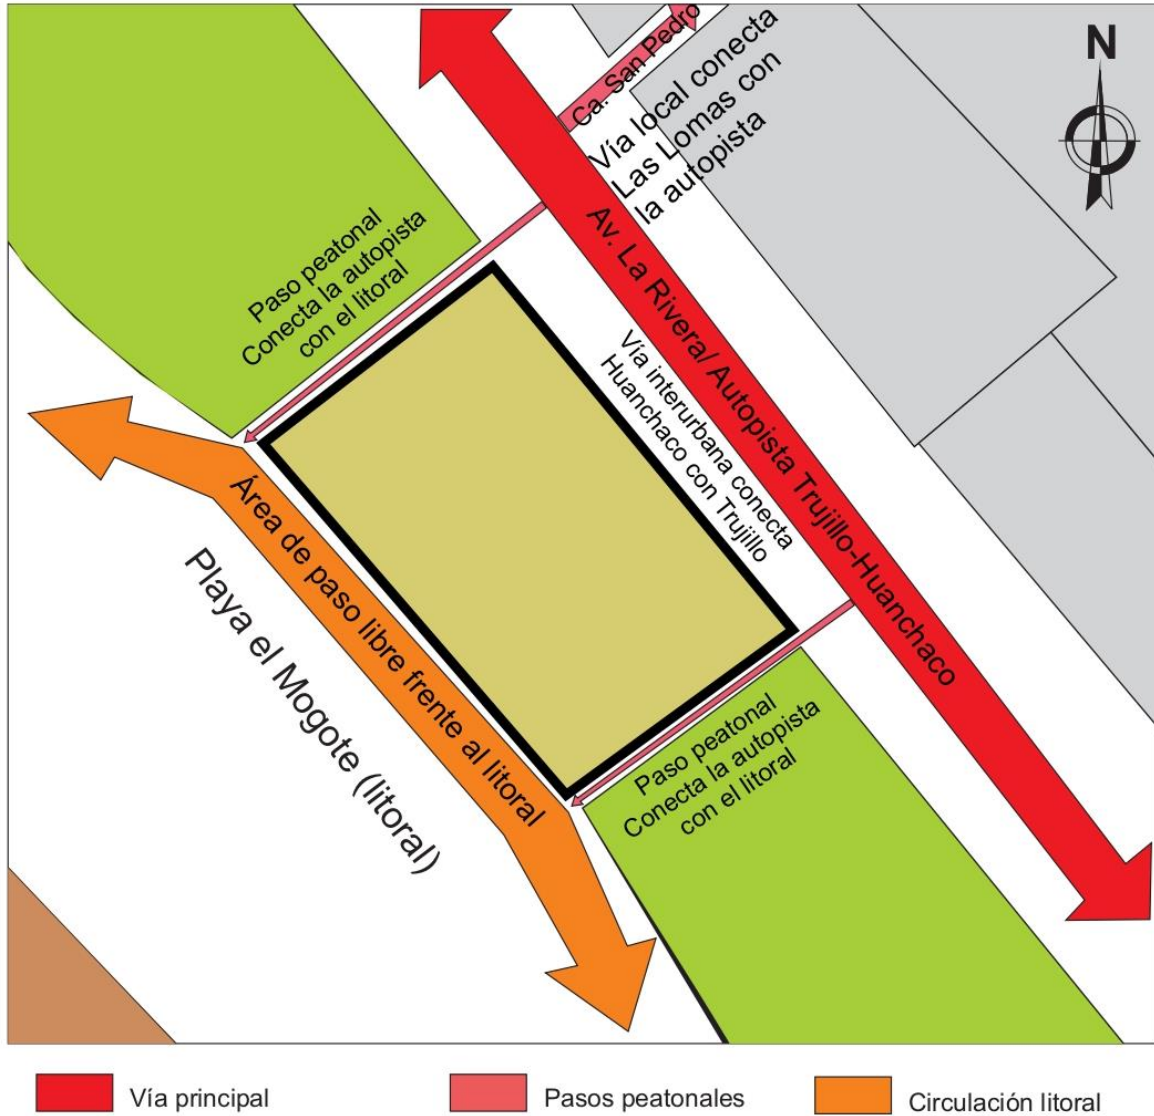 N
Ca. San Pedro
Vía local conecta
Las Lomas con
la autopista
Paso peatonal
Conecta la autopista
con el litoral
Av. La Rivera/ Autopista Trujillo-Huanchaco
Vía interurbana conecta
Huanchaco con Trujillo
Área de paso libre frente al litoral
Playa el Mogote (litoral)
Paso peatonal
Conecta la autopista
con el litoral
Vía principal
Pasos peatonales
Circulación litoral